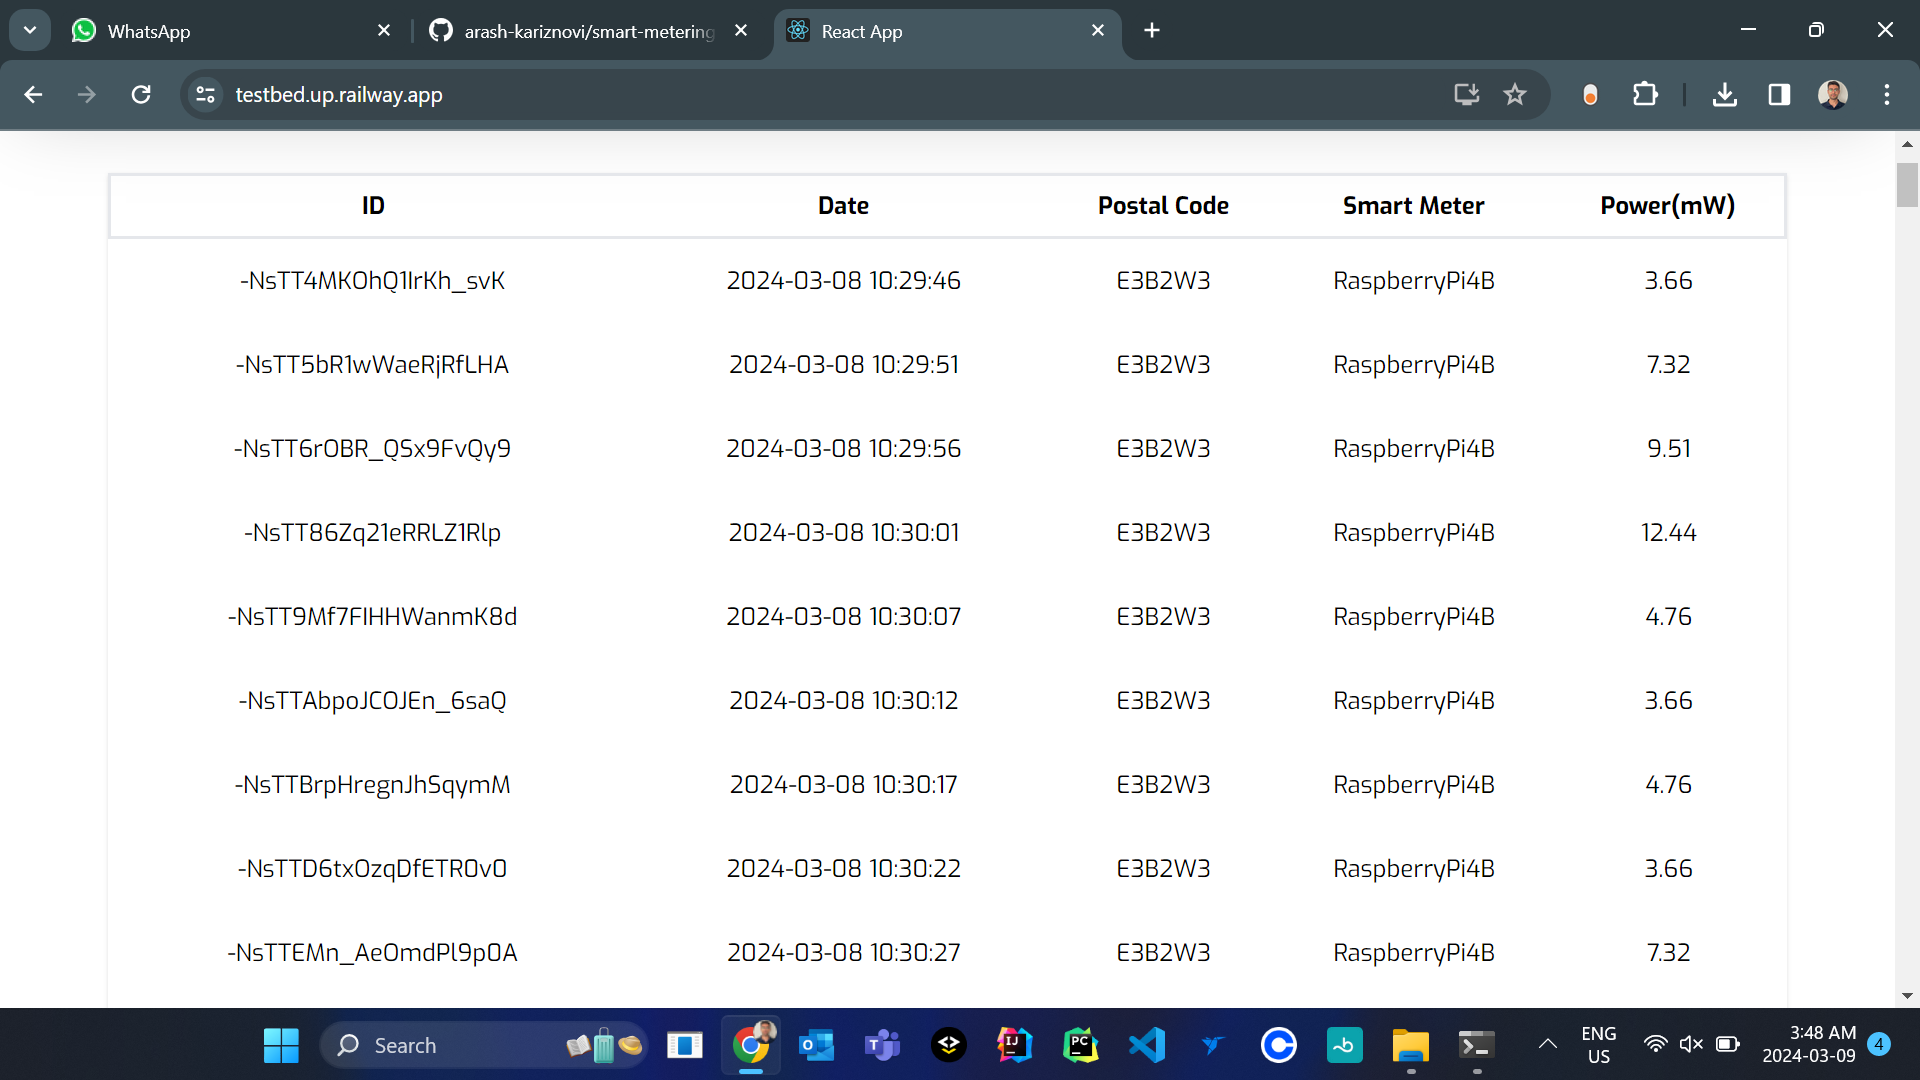 WhatsApp
arash-kariznovi/smart-metering
React App
testbed.up.railway.app
ID Date Postal Code Smart Meter Power(mW)
-NsTT4MKOhQ1IrKh_svK 2024-03-08 10:29:46 E3B2W3 RaspberryPi4B 3.66
-NsTT5bR1wWaeRjRfLHA 2024-03-08 10:29:51 E3B2W3 RaspberryPi4B 7.32
-NsTT6rOBR_QSx9FvQy9 2024-03-08 10:29:56 E3B2W3 RaspberryPi4B 9.51
-NsTT86Zq21eRRLZ1Rlp 2024-03-08 10:30:01 E3B2W3 RaspberryPi4B 12.44
-NsTT9Mf7FIHHWanmK8d 2024-03-08 10:30:07 E3B2W3 RaspberryPi4B 4.76
-NsTTAbpoJCOJEn_6saQ 2024-03-08 10:30:12 E3B2W3 RaspberryPi4B 3.66
-NsTTBrpHregnJhSqymM 2024-03-08 10:30:17 E3B2W3 RaspberryPi4B 4.76
-NsTTD6txOzqDfETR0v0 2024-03-08 10:30:22 E3B2W3 RaspberryPi4B 3.66
-NsTTEMn_AeOmdPl9p0A 2024-03-08 10:30:27 E3B2W3 RaspberryPi4B 7.32
Search
ENG
US
3:48 AM
2024-03-09
4